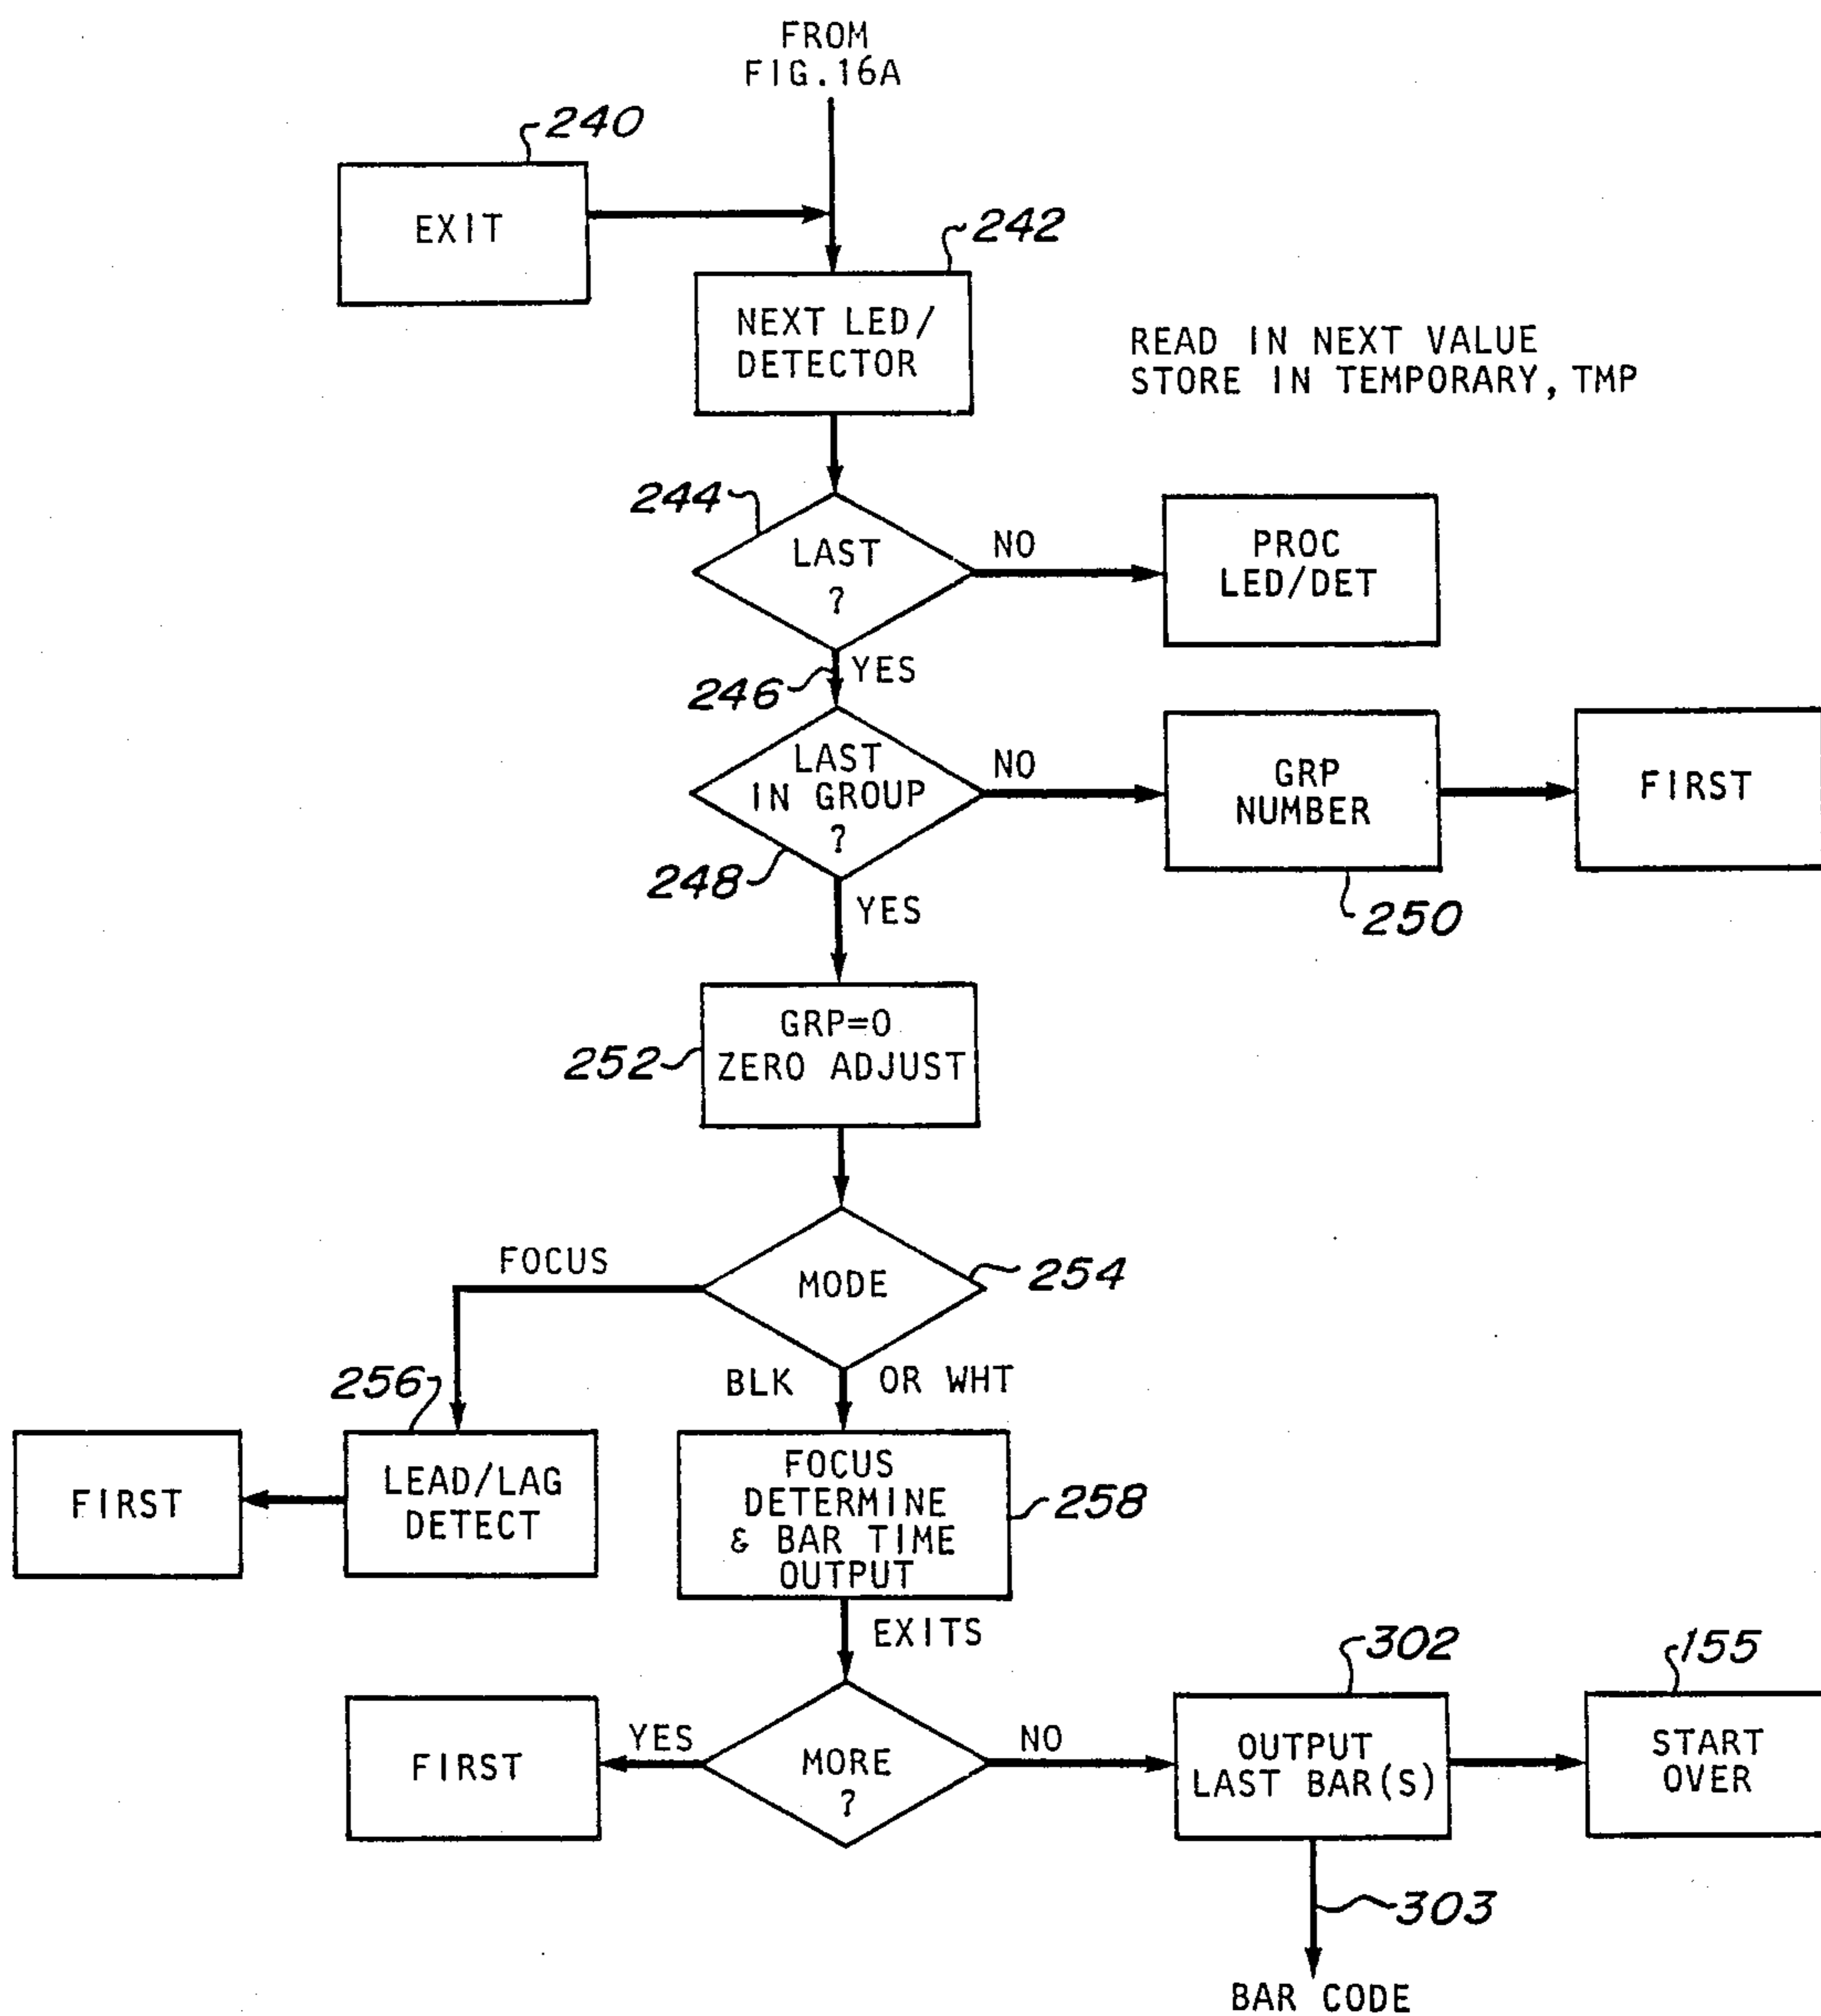 FROM
FIG.16A
240
EXIT
242
NEXT LED/
DETECTOR
READ IN NEXT VALUE
STORE IN TEMPORARY, TMP
244
LAST
?
NO
PROC
LED/DET
246
YES
LAST
IN GROUP
?
NO
GRP
NUMBER
FIRST
248
YES
250
GRP=0
ZERO ADJUST
252
FOCUS
MODE
254
BLK OR WHT
256
FIRST
LEAD/LAG
DETECT
FOCUS
DETERMINE
& BAR TIME
OUTPUT
258
EXITS
302
155
FIRST
YES
MORE
?
NO
OUTPUT
LAST BAR(S)
START
OVER
303
BAR CODE